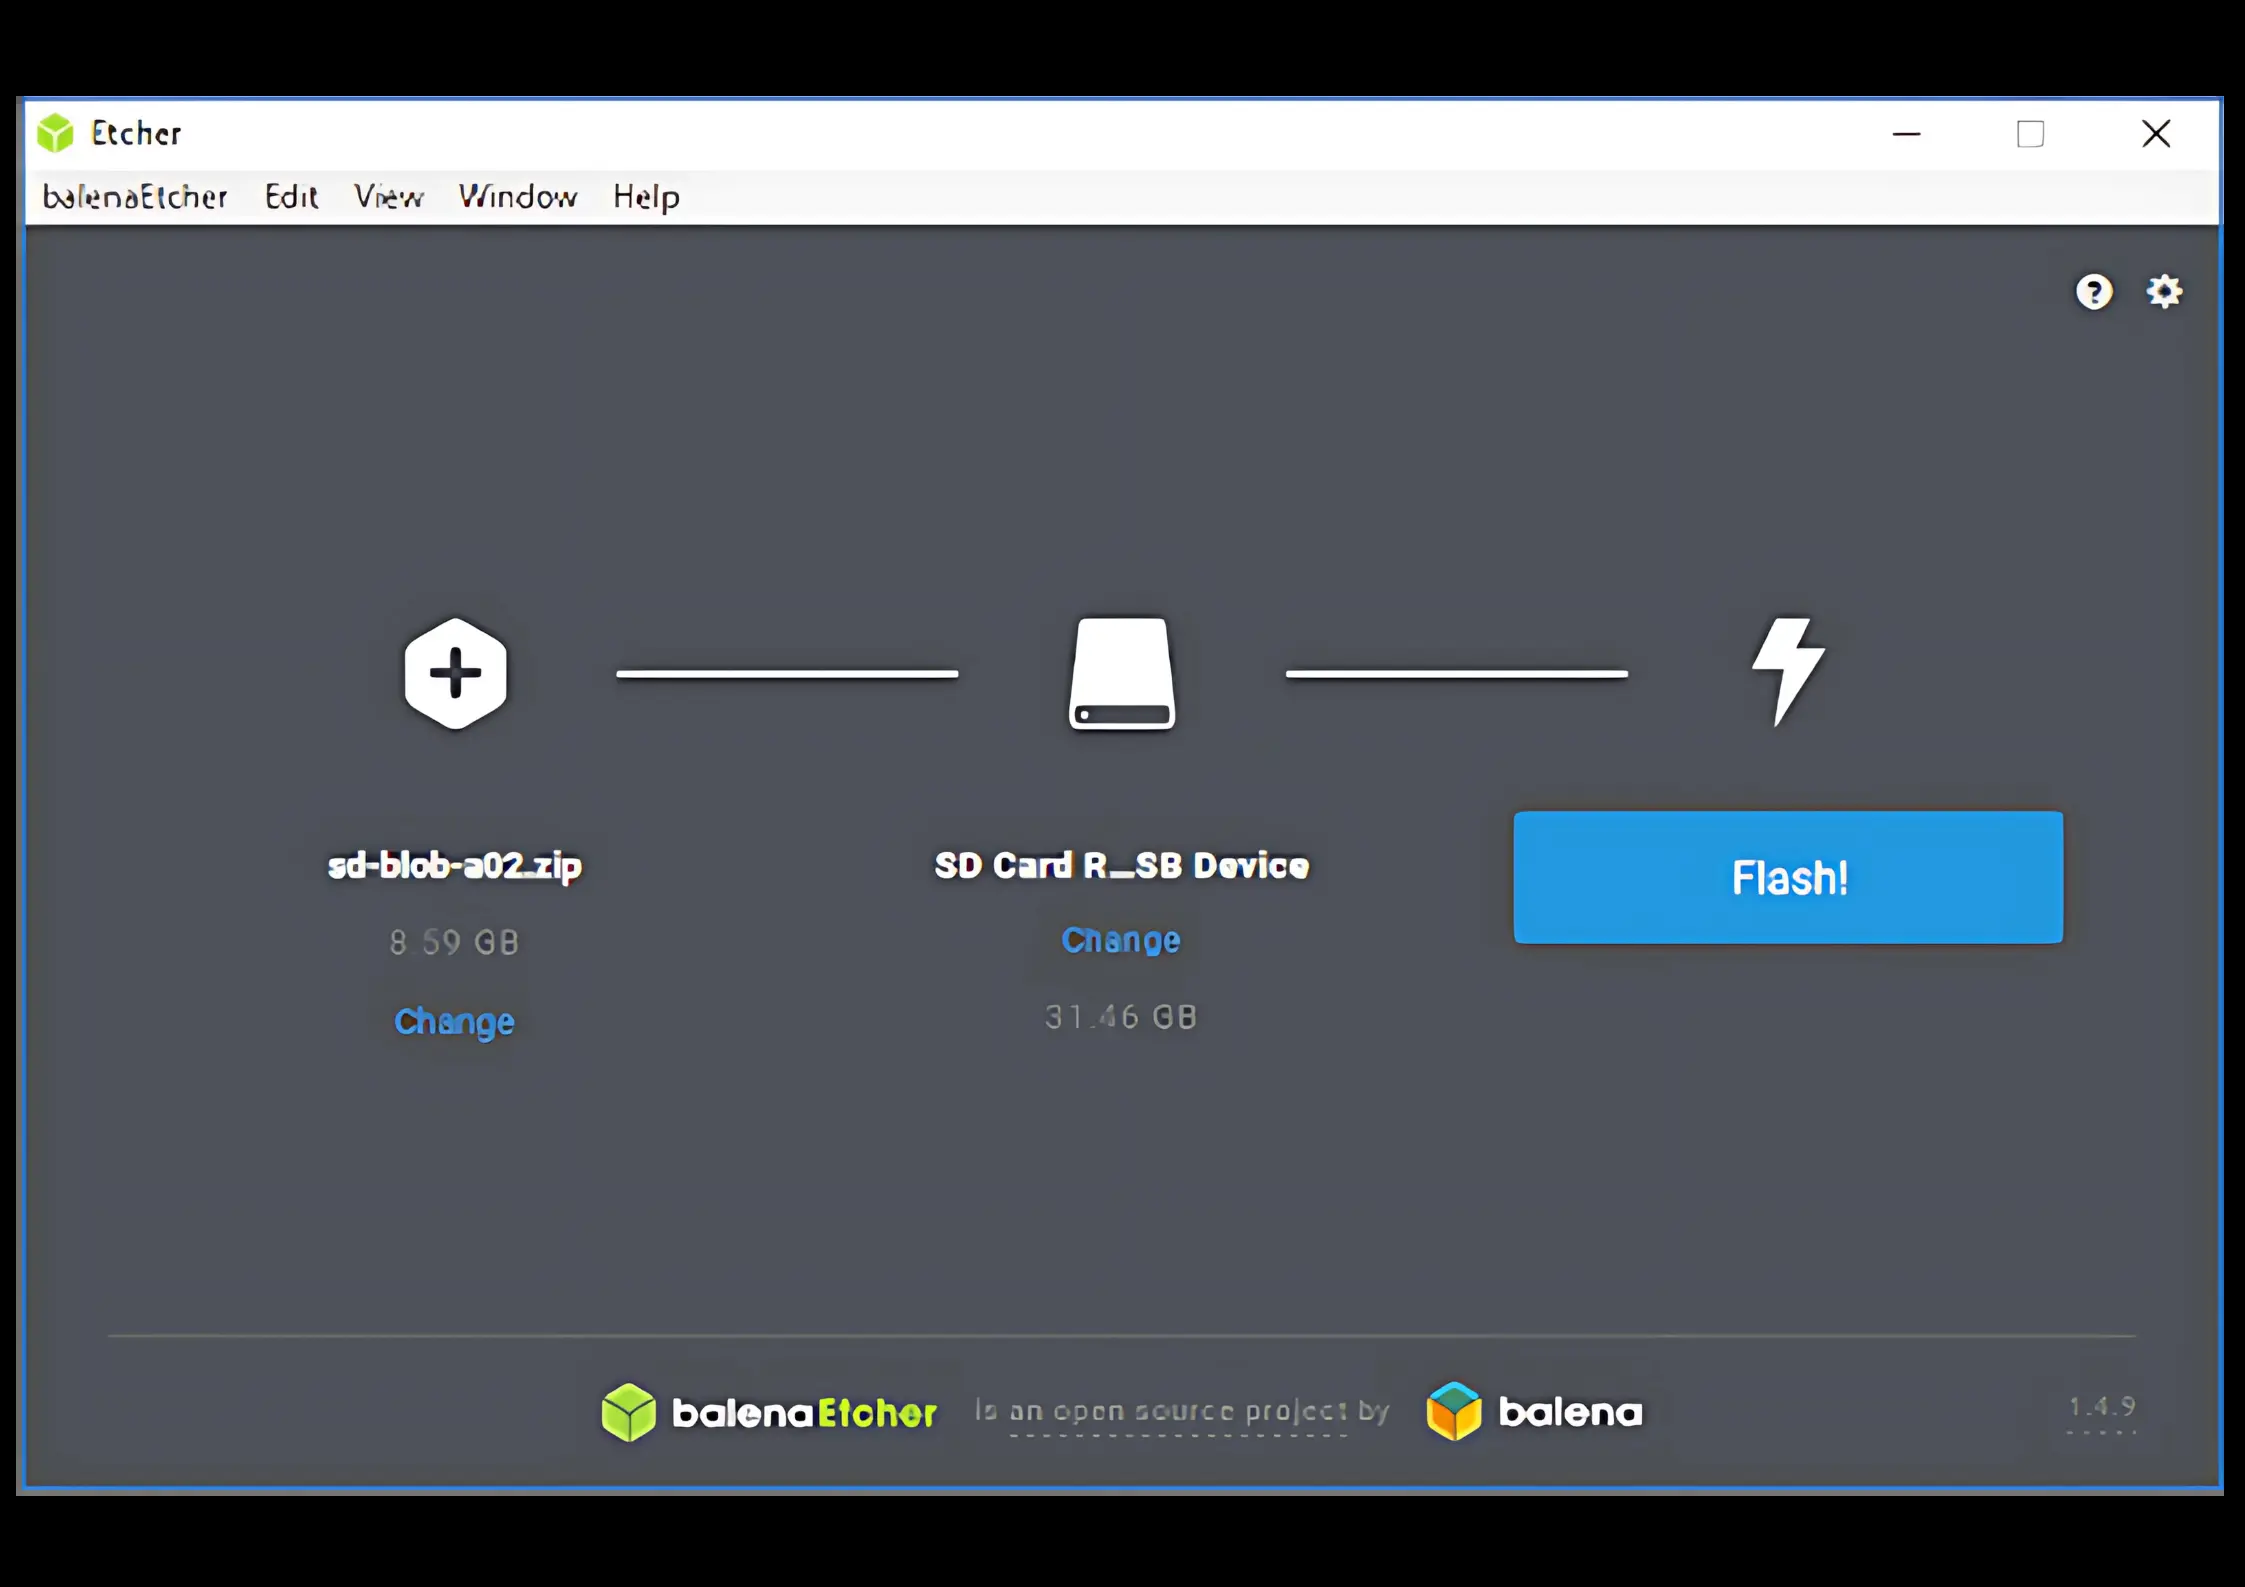 Etcher
balenaEtcher Edit View Window Help
sd-blob-a02.zip
SD Card R_SB Device
Flash!
8.59 GB
Change
Change
31.46 GB
balenaEtcher is an open source project by balena
1.4.9